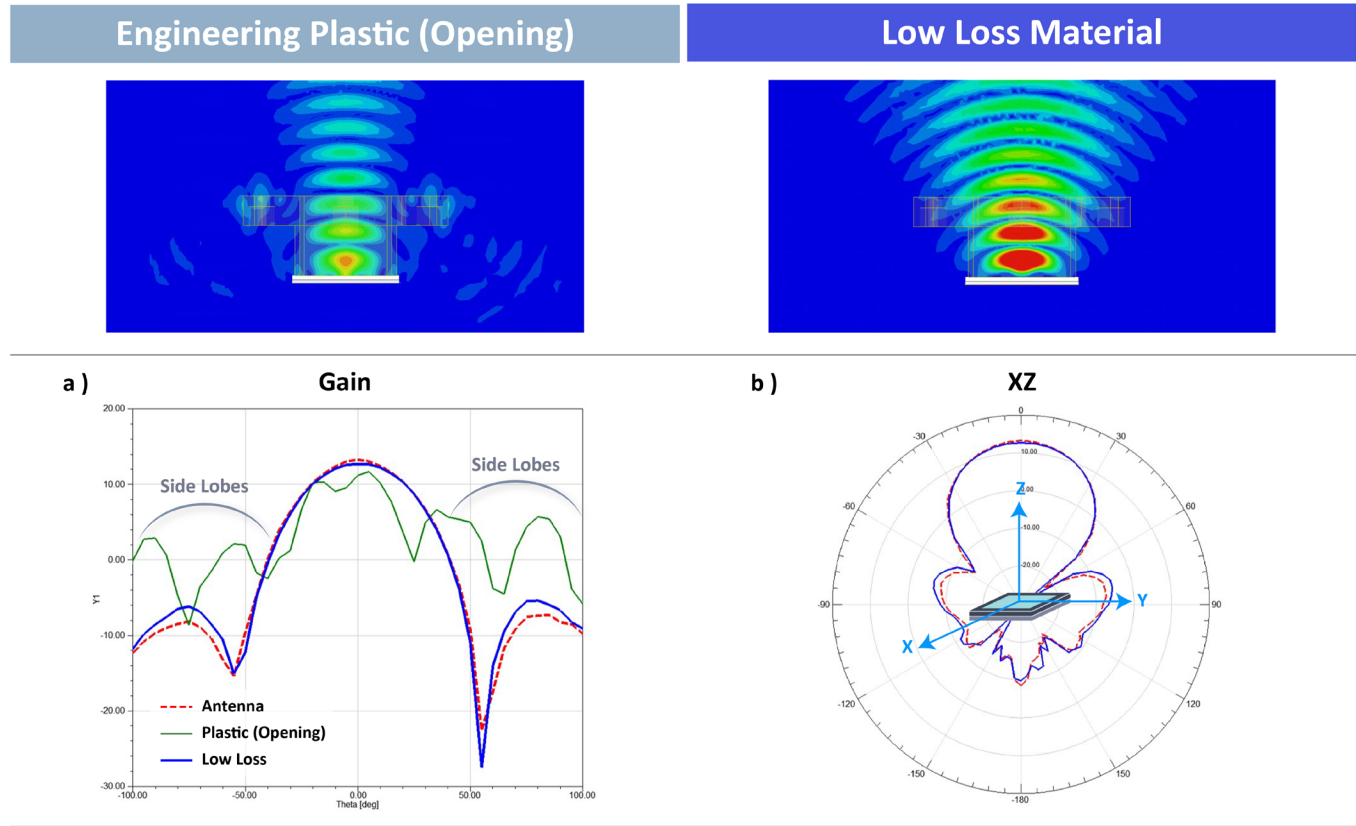 Engineering Plastic (Opening)
Low Loss Material
a )
Gain
20.00
10.00
0.00
-10.00
-20.00
-30.00
Y1
-100.00
-50.00
0.00
50.00
100.00
Theta [deg]
Side Lobes
Side Lobes
Antenna
Plastic (Opening)
Low Loss
b )
XZ
0
30
60
90
120
150
-180
-150
-120
-90
-60
-30
10.00
-10.00
-20.00
Z
Y
X